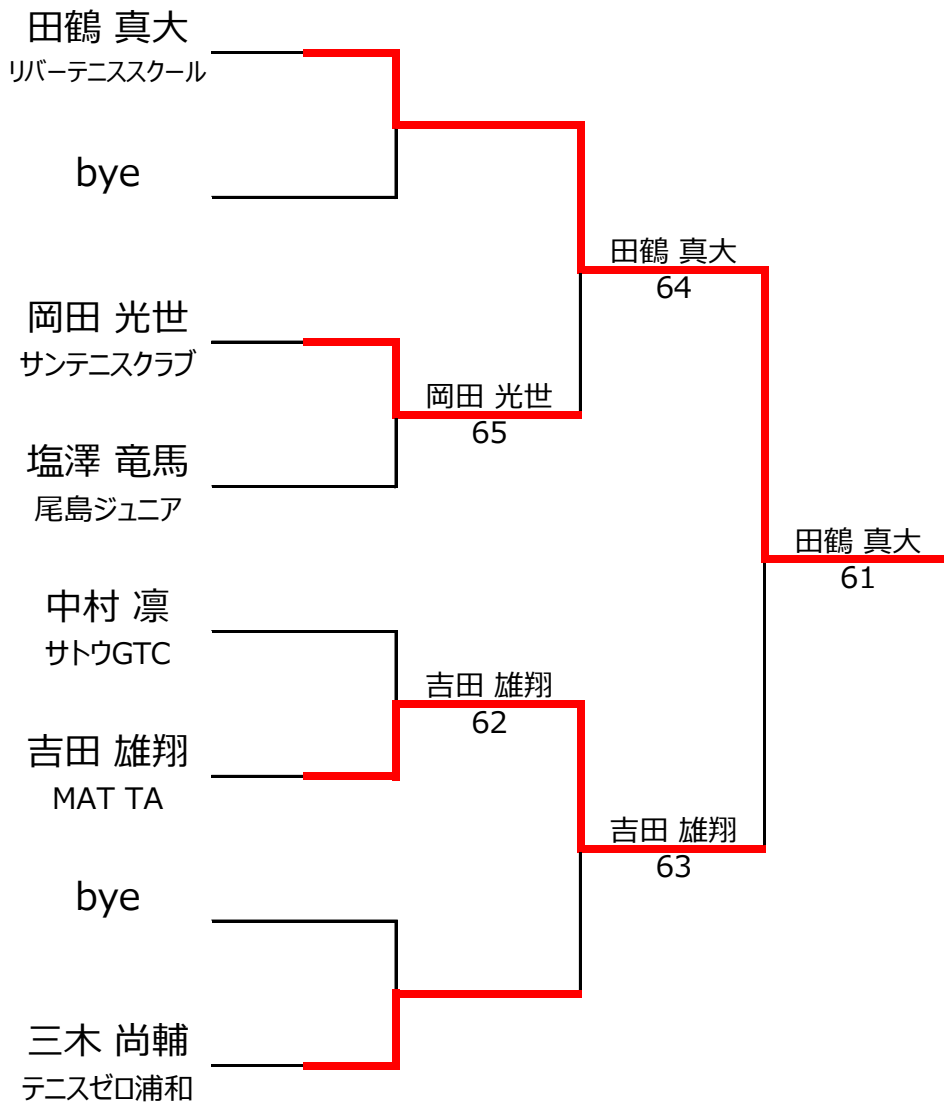 田鶴 真大
リバーテニススクール
bye
岡田 光世
サンテニスクラブ
塩澤 竜馬
尾島ジュニア
中村 凛
サトウGTC
吉田 雄翔
MAT TA
bye
三木 尚輔
テニスゼロ浦和
岡田 光世
65
吉田 雄翔
62
田鶴 真大
64
吉田 雄翔
63
田鶴 真大
61